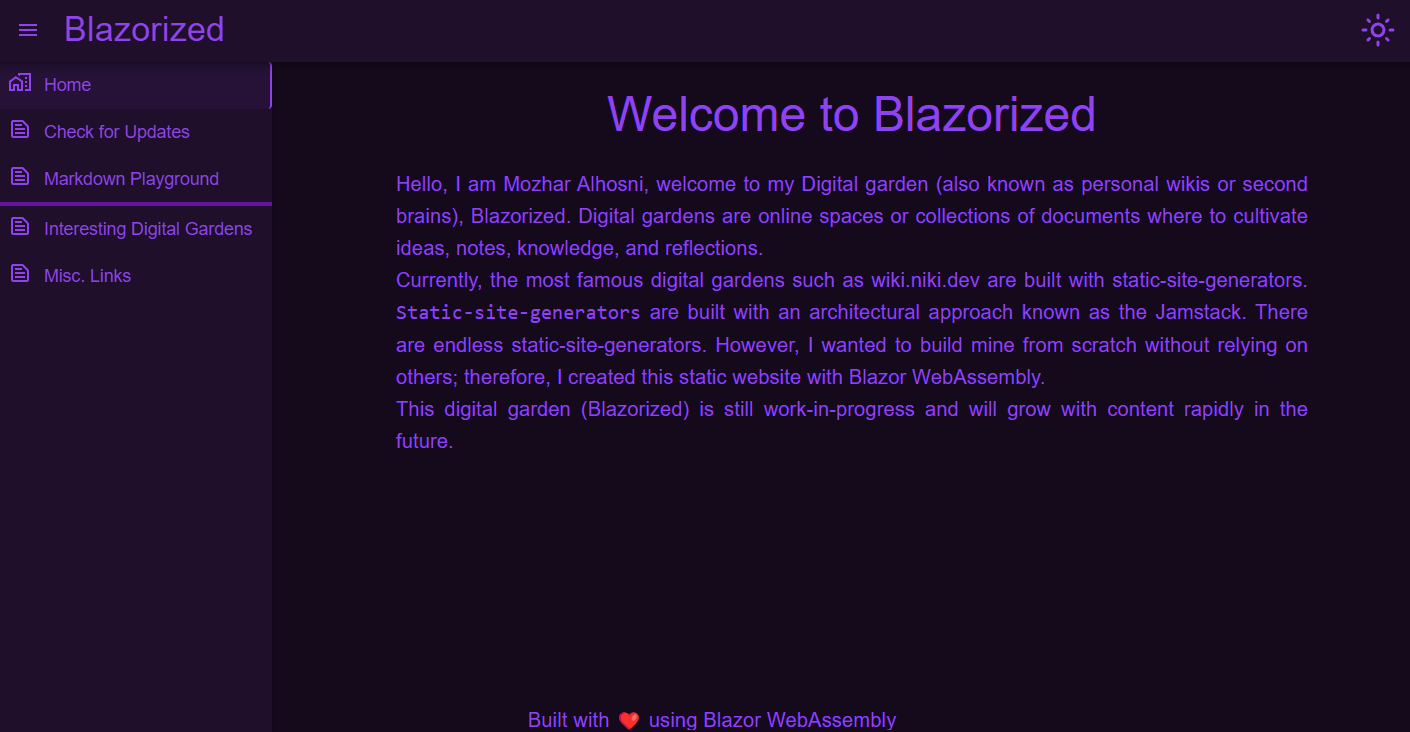 Blazorized
Home
Check for Updates
Markdown Playground
Interesting Digital Gardens
Misc. Links
Welcome to Blazorized
Hello, I am Mozhar Alhosni, welcome to my Digital garden (also known as personal wikis or second
brains), Blazorized. Digital gardens are online spaces or collections of documents where to cultivate
ideas, notes, knowledge, and reflections.
Currently, the most famous digital gardens such as wiki.niki.dev are built with static-site-generators.
Static-site-generators are built with an architectural approach known as the Jamstack. There
are endless static-site-generators. However, I wanted to build mine from scratch without relying on
others; therefore, I created this static website with Blazor WebAssembly.
This digital garden (Blazorized) is still work-in-progress and will grow with content rapidly in the
future.
Built with ❤️ using Blazor WebAssembly